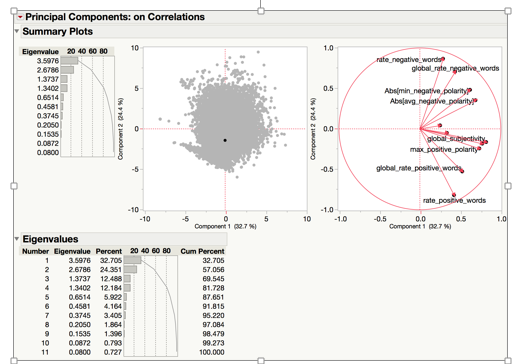 Principal Components: on Correlations
Summary Plots
Eigenvalue 20 40 60 80
3.5976
2.6786
1.3737
1.3402
0.6514
0.4581
0.3745
0.2050
0.1535
0.0872
0.0800
10
5
0
-5
-10
Component 2 (24.4 %)
-10 -5 0 5 10
Component 1 (32.7 %)
1.0
0.5
0.0
-0.5
-1.0
Component 2 (24.4 %)
rate_negative_words
global_rate_negative_words
Abs[min_negative_polarity]
Abs[avg_negative_polarity]
global_subjectivity
max_positive_polarity
global_rate_positive_words
rate_positive_words
-1.0 -0.5 0.0 0.5 1.0
Component 1 (32.7 %)
Eigenvalues
Number Eigenvalue Percent 20 40 60 80 Cum Percent
1 3.5976 32.705 32.705
2 2.6786 24.351 57.056
3 1.3737 12.488 69.545
4 1.3402 12.184 81.728
5 0.6514 5.922 87.651
6 0.4581 4.164 91.815
7 0.3745 3.405 95.220
8 0.2050 1.864 97.084
9 0.1535 1.396 98.479
10 0.0872 0.793 99.273
11 0.0800 0.727 100.000